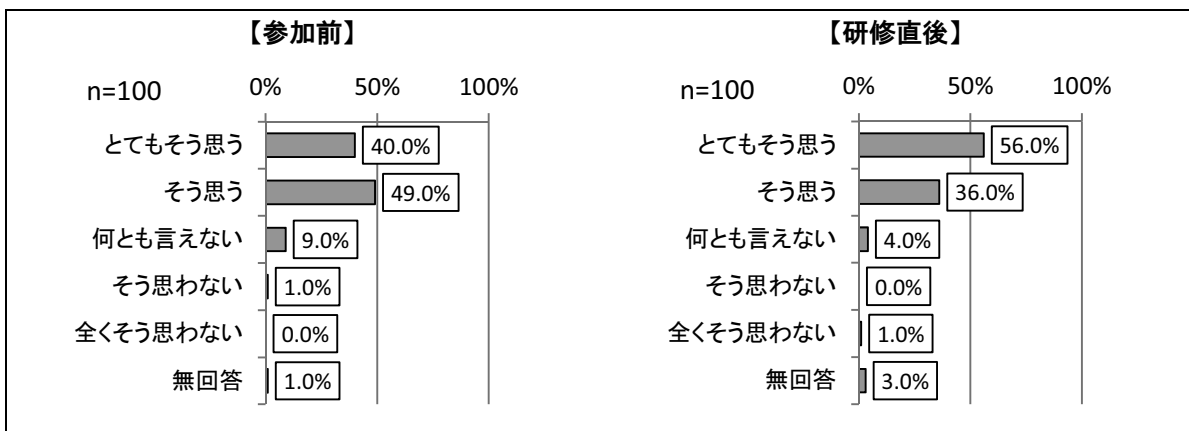 【参加前】
n=100
0% 50% 100%
とてもそう思う 40.0%
そう思う 49.0%
何とも言えない 9.0%
そう思わない 1.0%
全くそう思わない 0.0%
無回答 1.0%
【研修直後】
n=100
0% 50% 100%
とてもそう思う 56.0%
そう思う 36.0%
何とも言えない 4.0%
そう思わない 0.0%
全くそう思わない 1.0%
無回答 3.0%